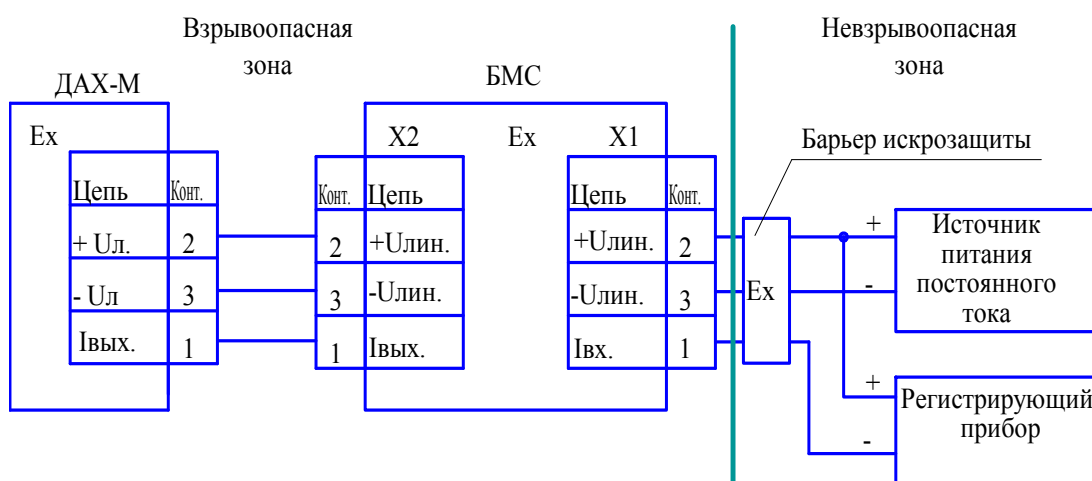 Взрывоопасная
зона
Невзрывоопасная
зона
ДАХ-М
БМС
Ex
X2
Ex
X1
Барьер искрозащиты
Цепь
Конт.
+ Uл.
2
- Uл
3
Iвых.
1
Конт.
Цепь
2
+Uлин.
3
-Uлин.
1
Iвых.
Цепь
Конт.
+Uлин.
2
-Uлин.
3
Iвх.
1
Ex
+
-
Источник
питания
постоянного
тока
+
-
Регистрирующий
прибор